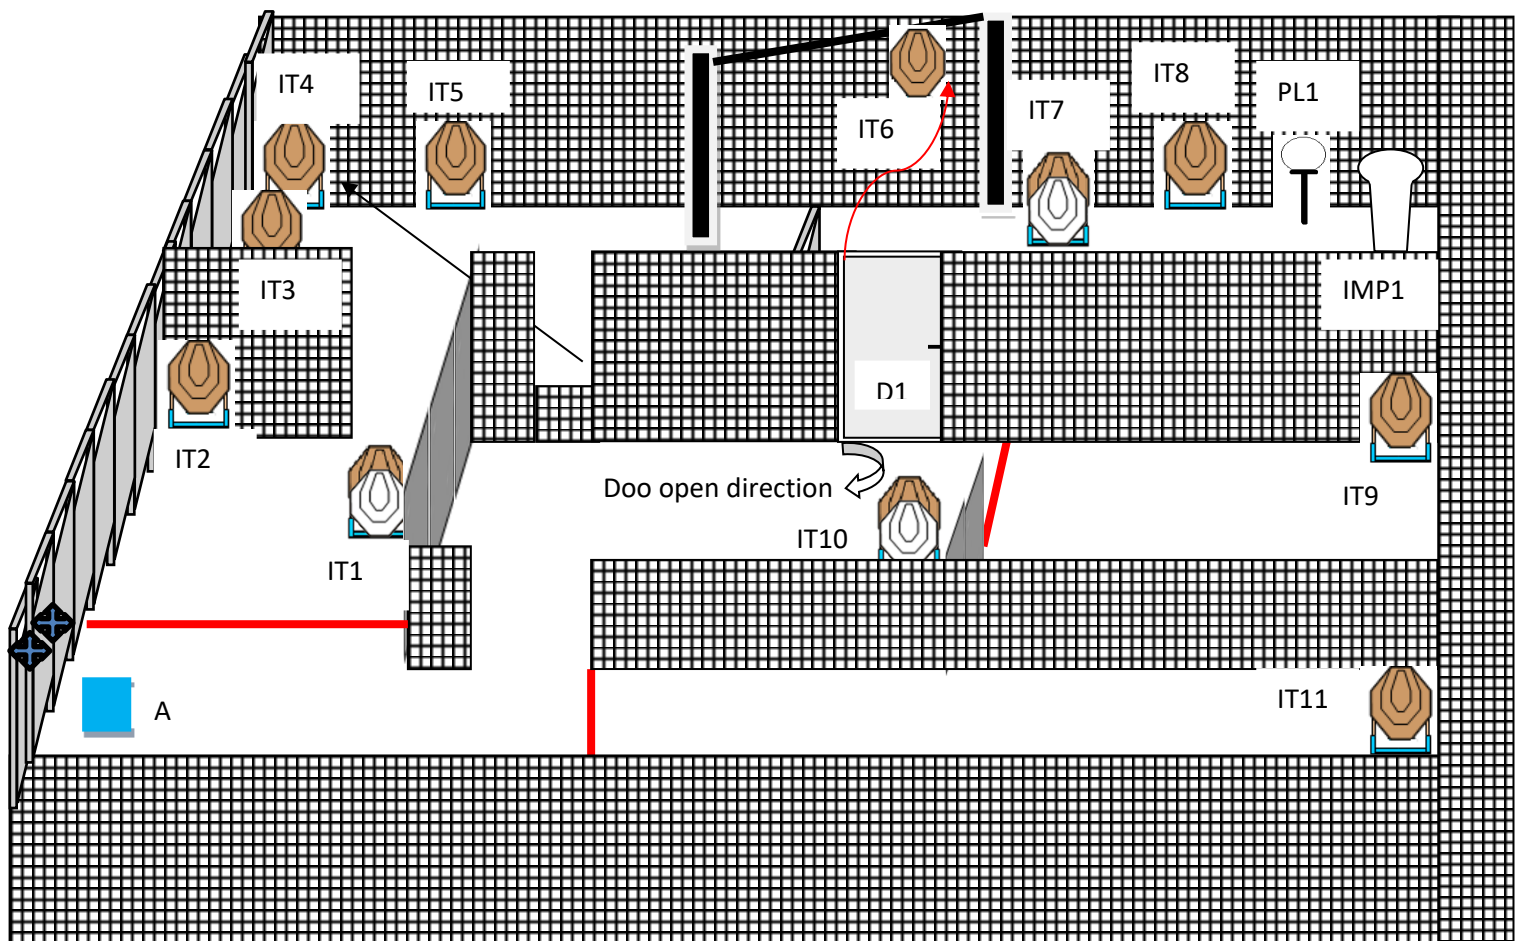 IT4
IT5
IT6
IT7
IT8
PL1
IT3
IMP1
D1
IT2
Doo open direction
IT9
IT10
IT1
IT11
A